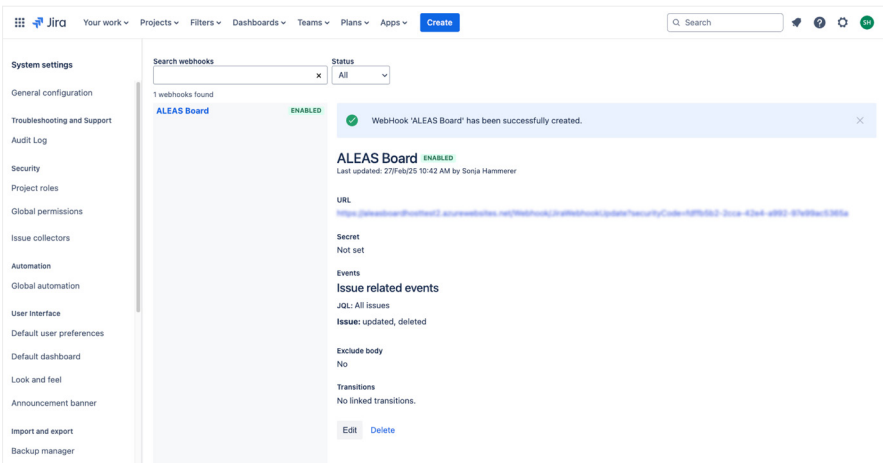 Jira
Your work
Projects
Filters
Dashboards
Teams
Plans
Apps
Create
Search
SH
System settings
General configuration
Troubleshooting and Support
Audit Log
Security
Project roles
Global permissions
Issue collectors
Automation
Global automation
User Interface
Default user preferences
Default dashboard
Look and feel
Announcement banner
Import and export
Backup manager
Search webhooks
Status
All
1 webhooks found
ALEAS Board ENABLED
WebHook 'ALEAS Board' has been successfully created.
ALEAS Board ENABLED
Last updated: 27/Feb/25 10:42 AM by Sonja Hammerer
URL
Secret
Not set
Events
Issue related events
JQL: All issues
Issue: updated, deleted
Exclude body
No
Transitions
No linked transitions.
Edit Delete